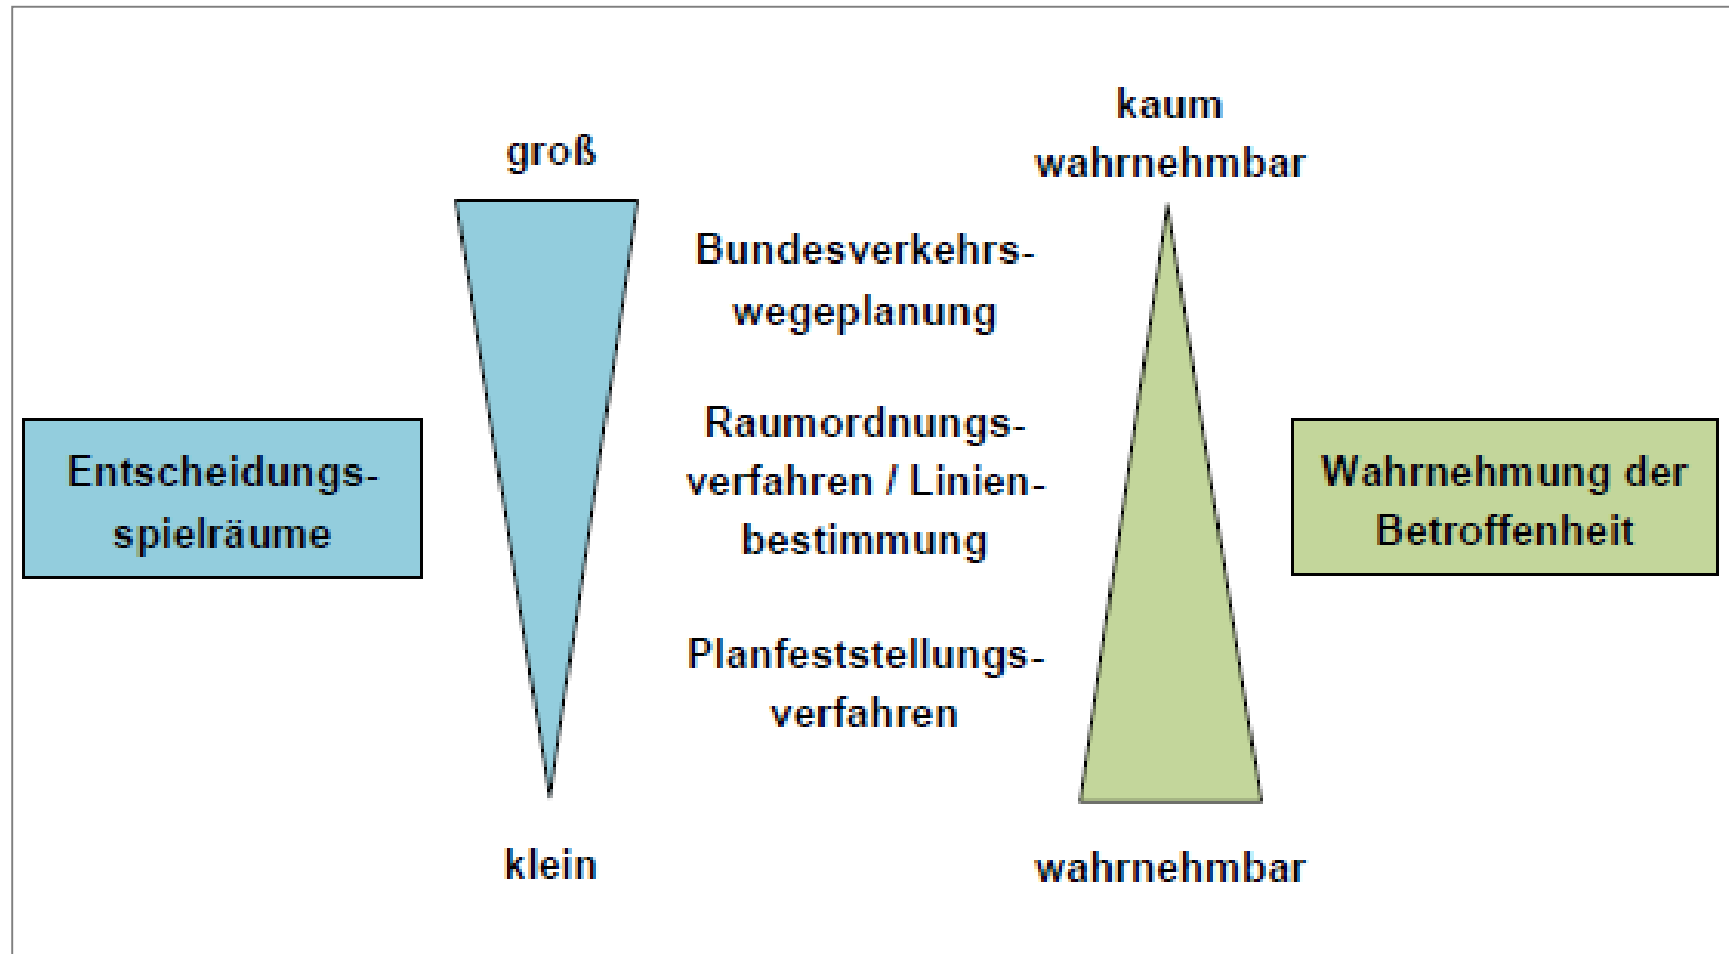 groß
kaum
wahrnehmbar
Bundesverkehrs-
wegeplanung
Entscheidungs-
spielräume
Raumordnungs-
verfahren / Linien-
bestimmung
Wahrnehmung der
Betroffenheit
Planfeststellungs-
verfahren
klein
wahrnehmbar